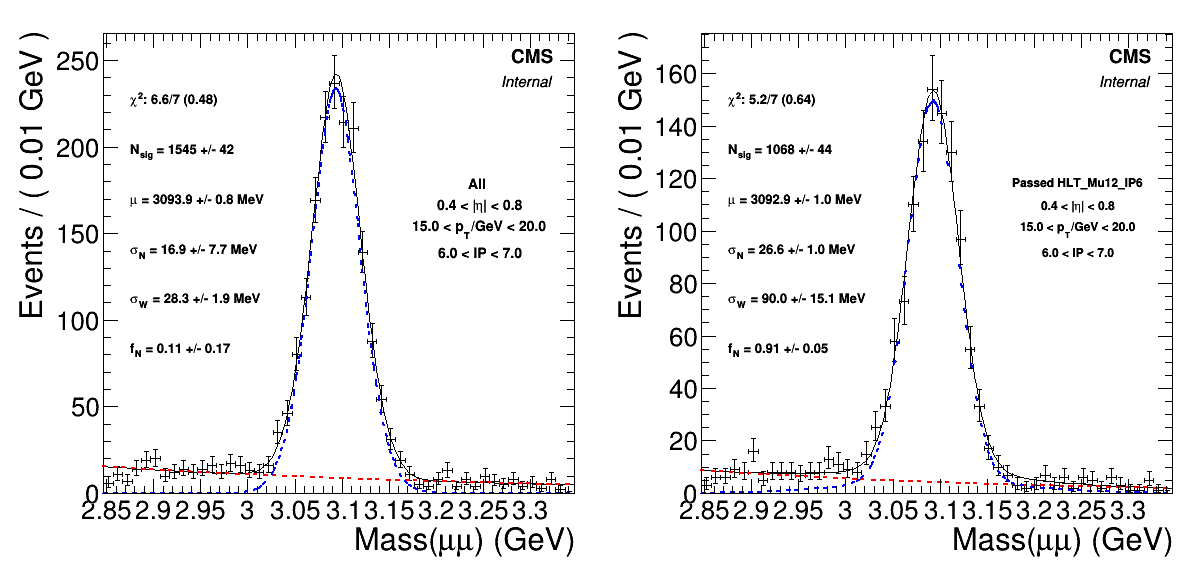 Events / ( 0.01 GeV )
250
200
150
100
50
0
CMS
Internal
χ²: 6.6/7 (0.48)
N_sig = 1545 +/- 42
μ = 3093.9 +/- 0.8 MeV
σ_N = 16.9 +/- 7.7 MeV
σ_W = 28.3 +/- 1.9 MeV
f_N = 0.11 +/- 0.17
All
0.4 < |η| < 0.8
15.0 < p_T/GeV < 20.0
6.0 < IP < 7.0
2.85 2.9 2.95 3 3.05 3.1 3.15 3.2 3.25 3.3
Mass(μμ) (GeV)
Events / ( 0.01 GeV )
160
140
120
100
80
60
40
20
0
CMS
Internal
χ²: 5.2/7 (0.64)
N_sig = 1068 +/- 44
μ = 3092.9 +/- 1.0 MeV
σ_N = 26.6 +/- 1.0 MeV
σ_W = 90.0 +/- 15.1 MeV
f_N = 0.91 +/- 0.05
Passed HLT_Mu12_IP6
0.4 < |η| < 0.8
15.0 < p_T/GeV < 20.0
6.0 < IP < 7.0
2.85 2.9 2.95 3 3.05 3.1 3.15 3.2 3.25 3.3
Mass(μμ) (GeV)